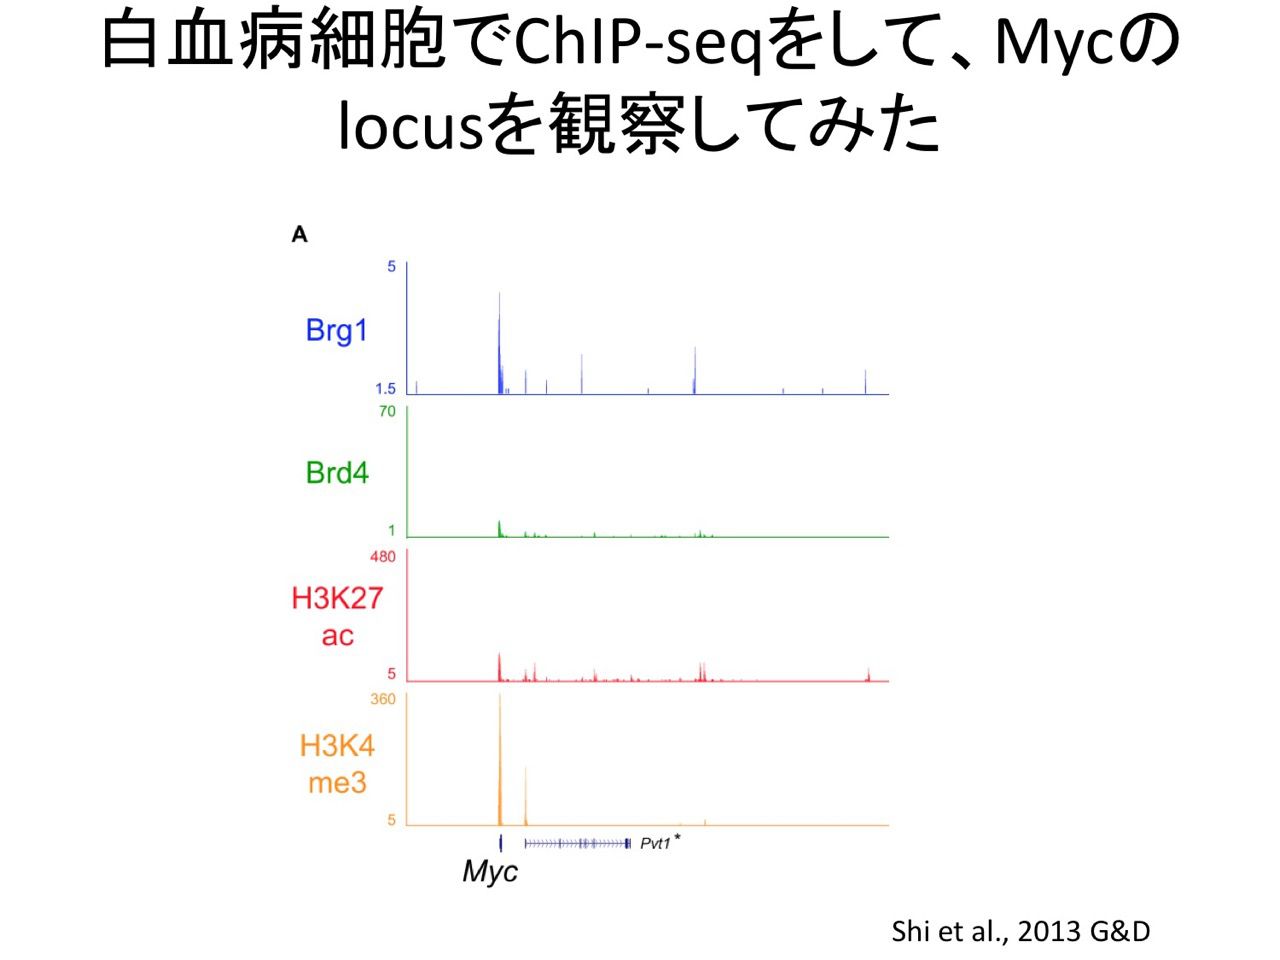 白血病細胞でChIP-seqをして、Mycの
locusを観察してみた
A
5
Brg1
1.5
70
Brd4
1
480
H3K27
ac
5
360
H3K4
me3
5
Pvt1*
Myc
Shi et al., 2013 G&D